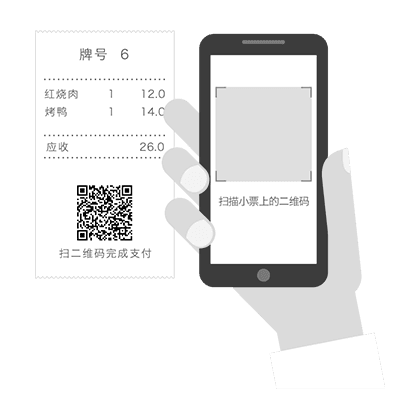 牌号 6
红烧肉 1 12.0
烤鸭 1 14.0
应收 26.0
扫二维码完成支付
扫描小票上的二维码